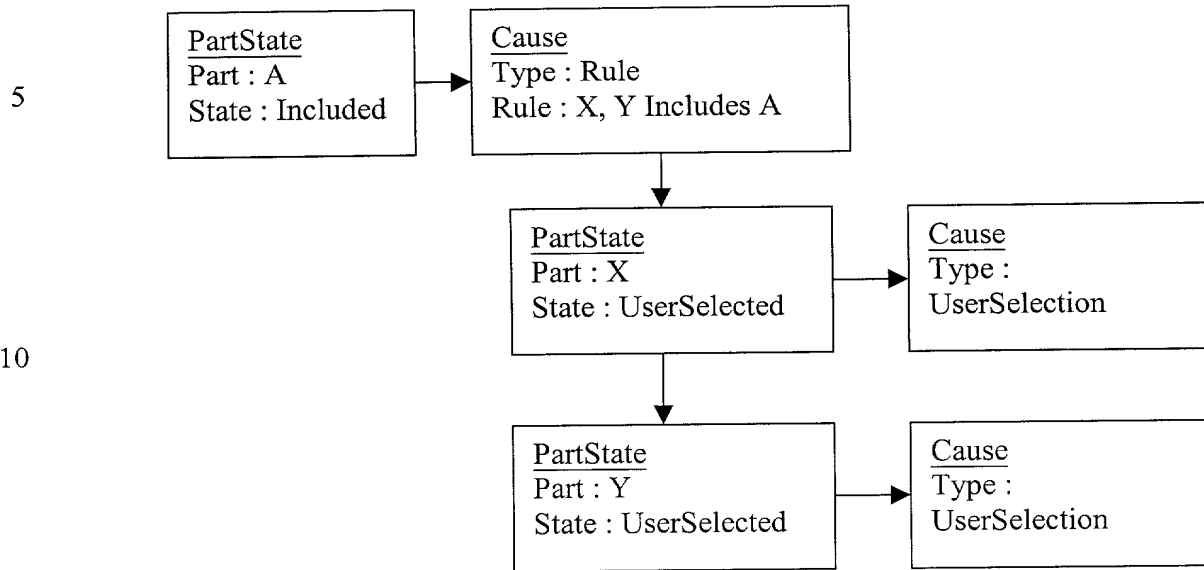 PartState
Part : A
State : Included
Cause
Type : Rule
Rule : X, Y Includes A
5
PartState
Part : X
State : UserSelected
Cause
Type :
UserSelection
10
PartState
Part : Y
State : UserSelected
Cause
Type :
UserSelection